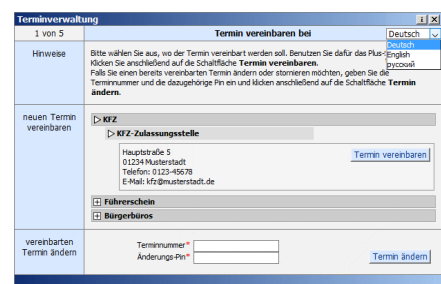 Terminverwaltung
1 von 5
Termin vereinbaren bei
Deutsch
Deutsch
English
русский
Hinweise
Bitte wählen Sie aus, wo der Termin vereinbart werden soll. Benutzen Sie dafür das Plus-
Klicken Sie anschließend auf die Schaltfläche Termin vereinbaren.
Falls Sie einen bereits vereinbarten Termin ändern oder stornieren möchten, geben Sie die
Terminnummer und die dazugehörige Pin ein und klicken anschließend auf die Schaltfläche Termin
ändern.
neuen Termin
vereinbaren
KFZ
KFZ-Zulassungsstelle
Hauptstraße 5
01234 Musterstadt
Telefon: 0123-45678
E-Mail: kfz@musterstadt.de
Termin vereinbaren
Führerschein
Bürgerbüros
vereinbarten
Termin ändern
Terminnummer*
Änderungs-Pin*
Termin ändern